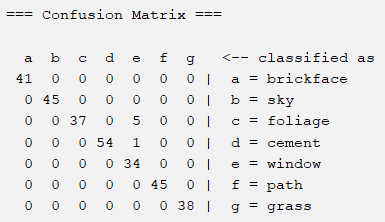 === Confusion Matrix ===
a b c d e f g <-- classified as
41 0 0 0 0 0 0 | a = brickface
0 45 0 0 0 0 0 | b = sky
0 0 37 0 5 0 0 | c = foliage
0 0 0 54 1 0 0 | d = cement
0 0 0 0 34 0 0 | e = window
0 0 0 0 0 45 0 | f = path
0 0 0 0 0 0 38 | g = grass